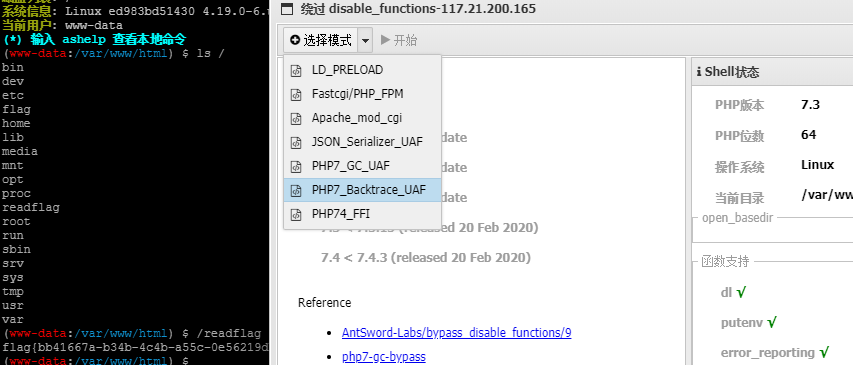 系统信息: Linux ed983bd51430 4.19.0-6.
当前用户: www-data
(*) 输入 ashelp 查看本地命令
(www-data:/var/www/html) $ ls /
bin
dev
etc
flag
home
lib
media
mnt
opt
proc
readflag
root
run
sbin
srv
sys
tmp
usr
var
(www-data:/var/www/html) $ /readflag
flag{bb41667a-b34b-4c4b-a55c-0e56219d
(www-data:/var/www/html) $
绕过 disable_functions-117.21.200.165
选择模式 开始
LD_PRELOAD
Fastcgi/PHP_FPM
Apache_mod_cgi
JSON_Serializer_UAF
PHP7_GC_UAF
PHP7_Backtrace_UAF
PHP74_FFI
date
date
date
(released 20 Feb 2020)
7.4 < 7.4.3 (released 20 Feb 2020)
Reference
AntSword-Labs/bypass_disable_functions/9
php7-gc-bypass
Shell状态
PHP版本 7.3
PHP位数 64
操作系统 Linux
当前目录 /var/ww
open_basedir
函数支持
dl √
putenv √
error_reporting √